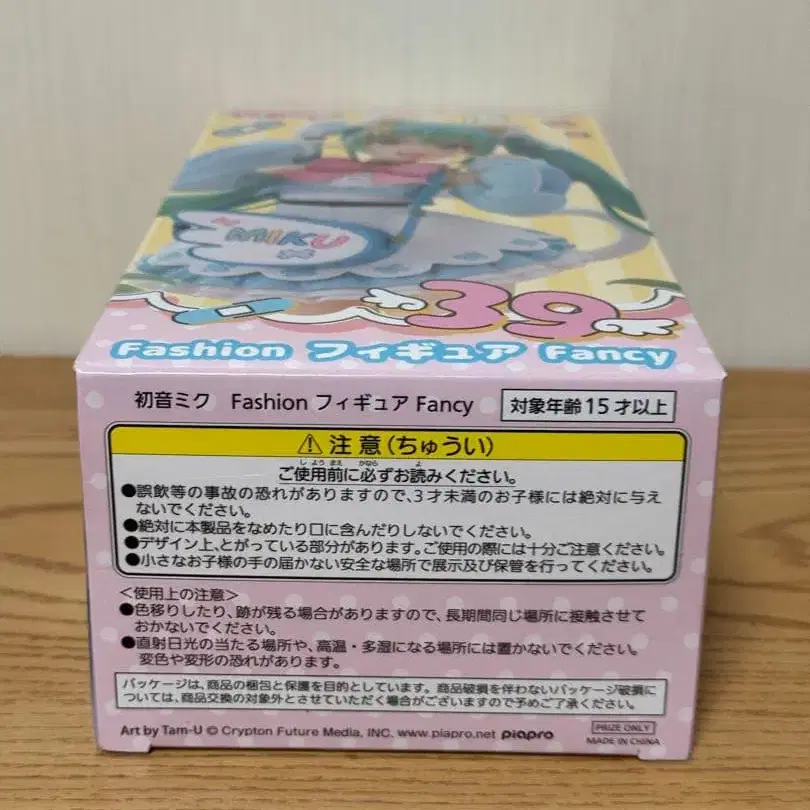 MIKU
39
Fashion フィギュア Fancy
初音ミク Fashion フィギュア Fancy 対象年齢15才以上
⚠注意(ちゅうい)
しようまえ かなら よ
ご使用前に必ずお読みください。
●誤飲等の事故の恐れがありますので、3才未満のお子様には絶対に与え
ないでください。
●絶対に本製品をなめたり口に含んだりしないでください。
●デザイン上、とがっている部分があります。ご使用の際には十分ご注意ください。
●小さなお子様の手の届かない安全な場所で展示及び保管を行ってください。
<使用上の注意>
●色移りしたり、跡が残る場合がありますので、長期間同じ場所に接触させて
おかないでください。
●直射日光の当たる場所や、高温・多湿になる場所には置かないでください。
変色や変形の恐れがあります。
パッケージは、商品の梱包と保護を目的としています。商品破損を伴わないパッケージ破損に
ついては、商品交換の対象外とさせていただく場合がございますので予めご了承ください。
Art by Tam-U © Crypton Future Media, INC. www.piapro.net piapro
PRIZE ONLY
MADE IN CHINA